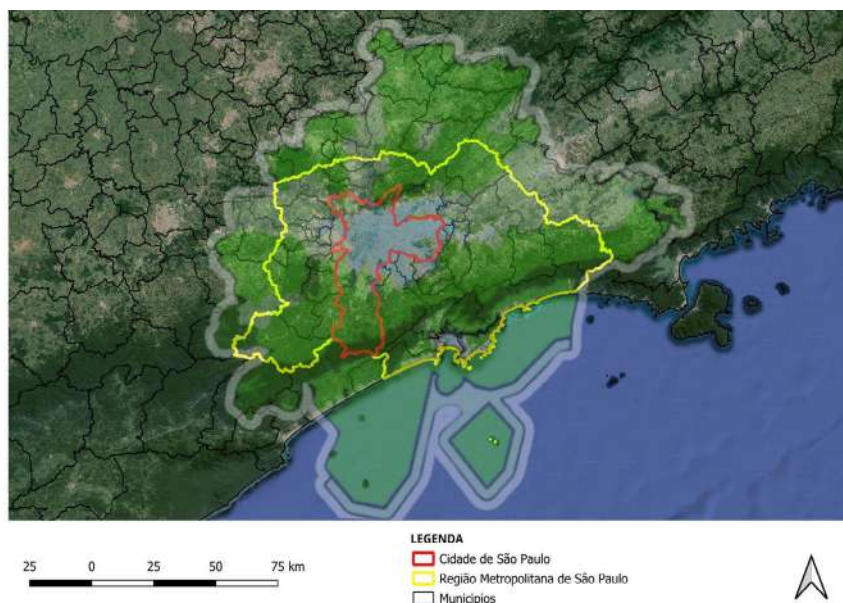 LEGENDA
25 0 25 50 75 km
Cidade de São Paulo
Região Metropolitana de São Paulo
Municípios